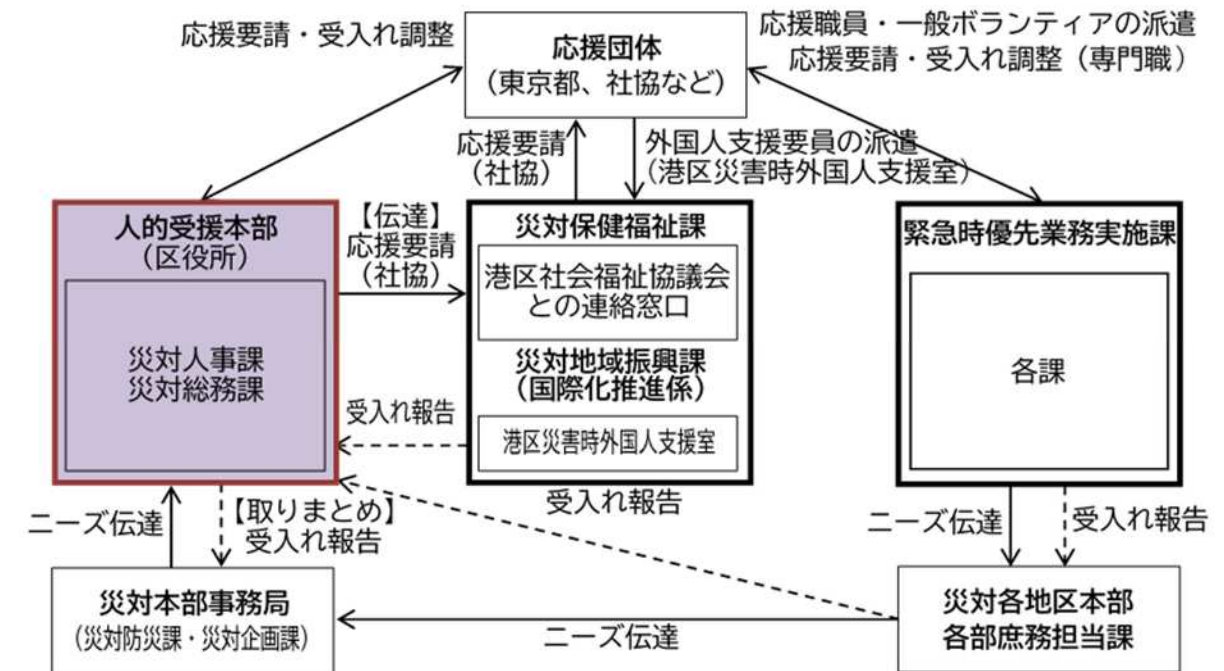 応援要請・受入れ調整
応援団体
（東京都、社協など）
応援職員・一般ボランティアの派遣
応援要請・受入れ調整（専門職）
応援要請
（社協）
外国人支援要員の派遣
（港区災害時外国人支援室）
人的受援本部
（区役所）
災対人事課
災対総務課
【伝達】
応援要請
（社協）
災対保健福祉課
港区社会福祉協議会
との連絡窓口
災対地域振興課
（国際化推進係）
港区災害時外国人支援室
受入れ報告
緊急時優先業務実施課
各課
ニーズ伝達
【取りまとめ】
受入れ報告
受入れ報告
ニーズ伝達
受入れ報告
災対本部事務局
（災対防災課・災対企画課）
ニーズ伝達
災対各地区本部
各部庶務担当課